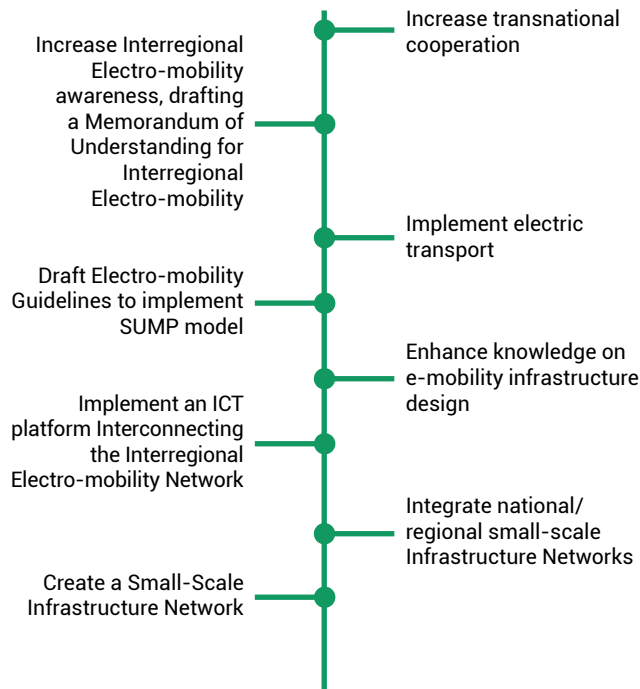 Increase transnational
cooperation
Increase Interregional
Electro-mobility
awareness, drafting
a Memorandum of
Understanding for
Interregional
Electro-mobility
Implement electric
transport
Draft Electro-mobility
Guidelines to implement
SUMP model
Enhance knowledge on
e-mobility infrastructure
design
Implement an ICT
platform Interconnecting
the Interregional
Electro-mobility Network
Integrate national/
regional small-scale
Infrastructure Networks
Create a Small-Scale
Infrastructure Network